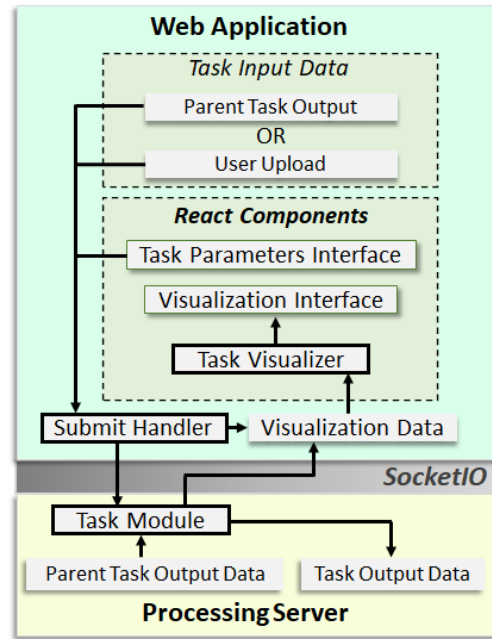 Web Application
Task Input Data
Parent Task Output
OR
User Upload
React Components
Task Parameters Interface
Visualization Interface
Task Visualizer
Submit Handler
Visualization Data
SocketIO
Task Module
Parent Task Output Data
Task Output Data
Processing Server